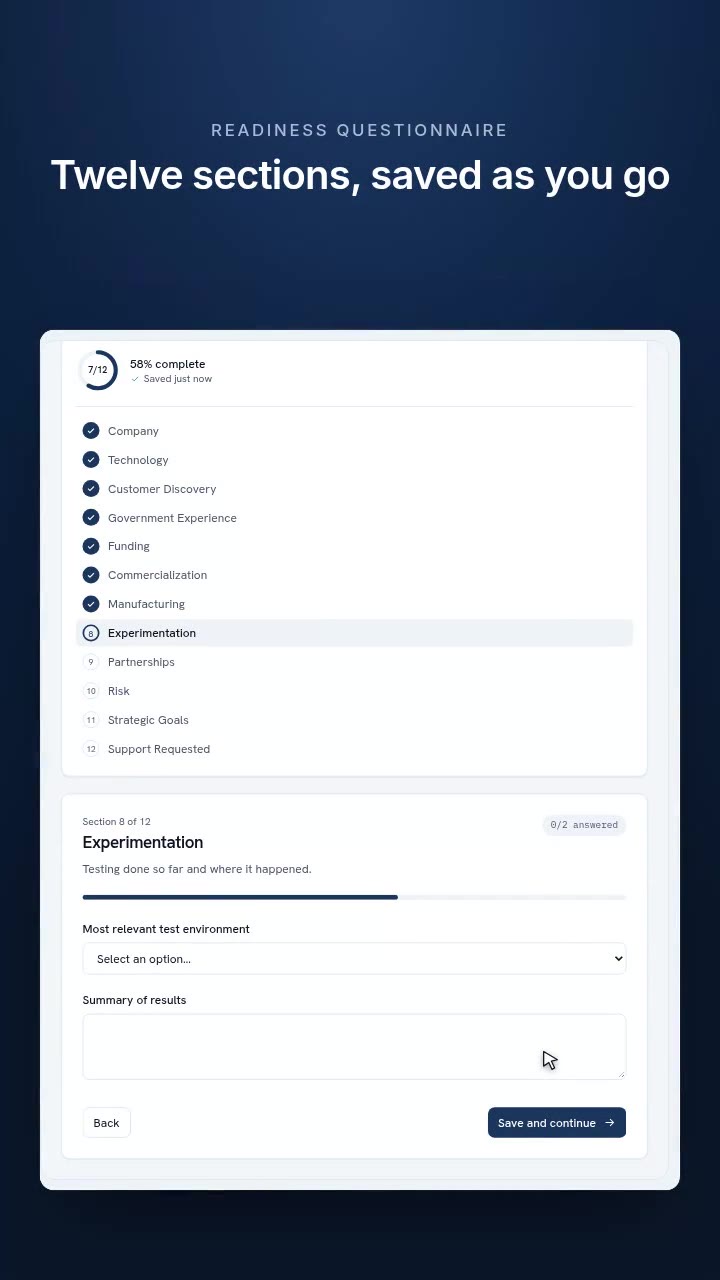 READINESS QUESTIONNAIRE
Twelve sections, saved as you go
7/12
58% complete
✓ Saved just now
Company
Technology
Customer Discovery
Government Experience
Funding
Commercialization
Manufacturing
8 Experimentation
9 Partnerships
10 Risk
11 Strategic Goals
12 Support Requested
Section 8 of 12
0/2 answered
Experimentation
Testing done so far and where it happened.
Most relevant test environment
Select an option...
Summary of results
Back
Save and continue →